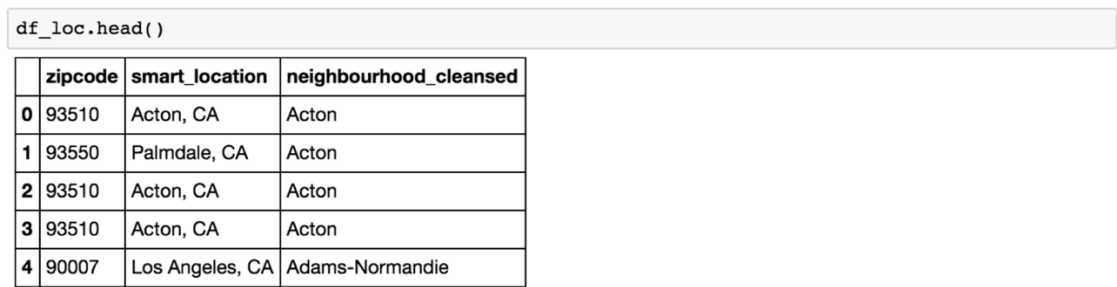 df_loc.head()
zipcode smart_location neighbourhood_cleansed
0 93510 Acton, CA Acton
1 93550 Palmdale, CA Acton
2 93510 Acton, CA Acton
3 93510 Acton, CA Acton
4 90007 Los Angeles, CA Adams-Normandie